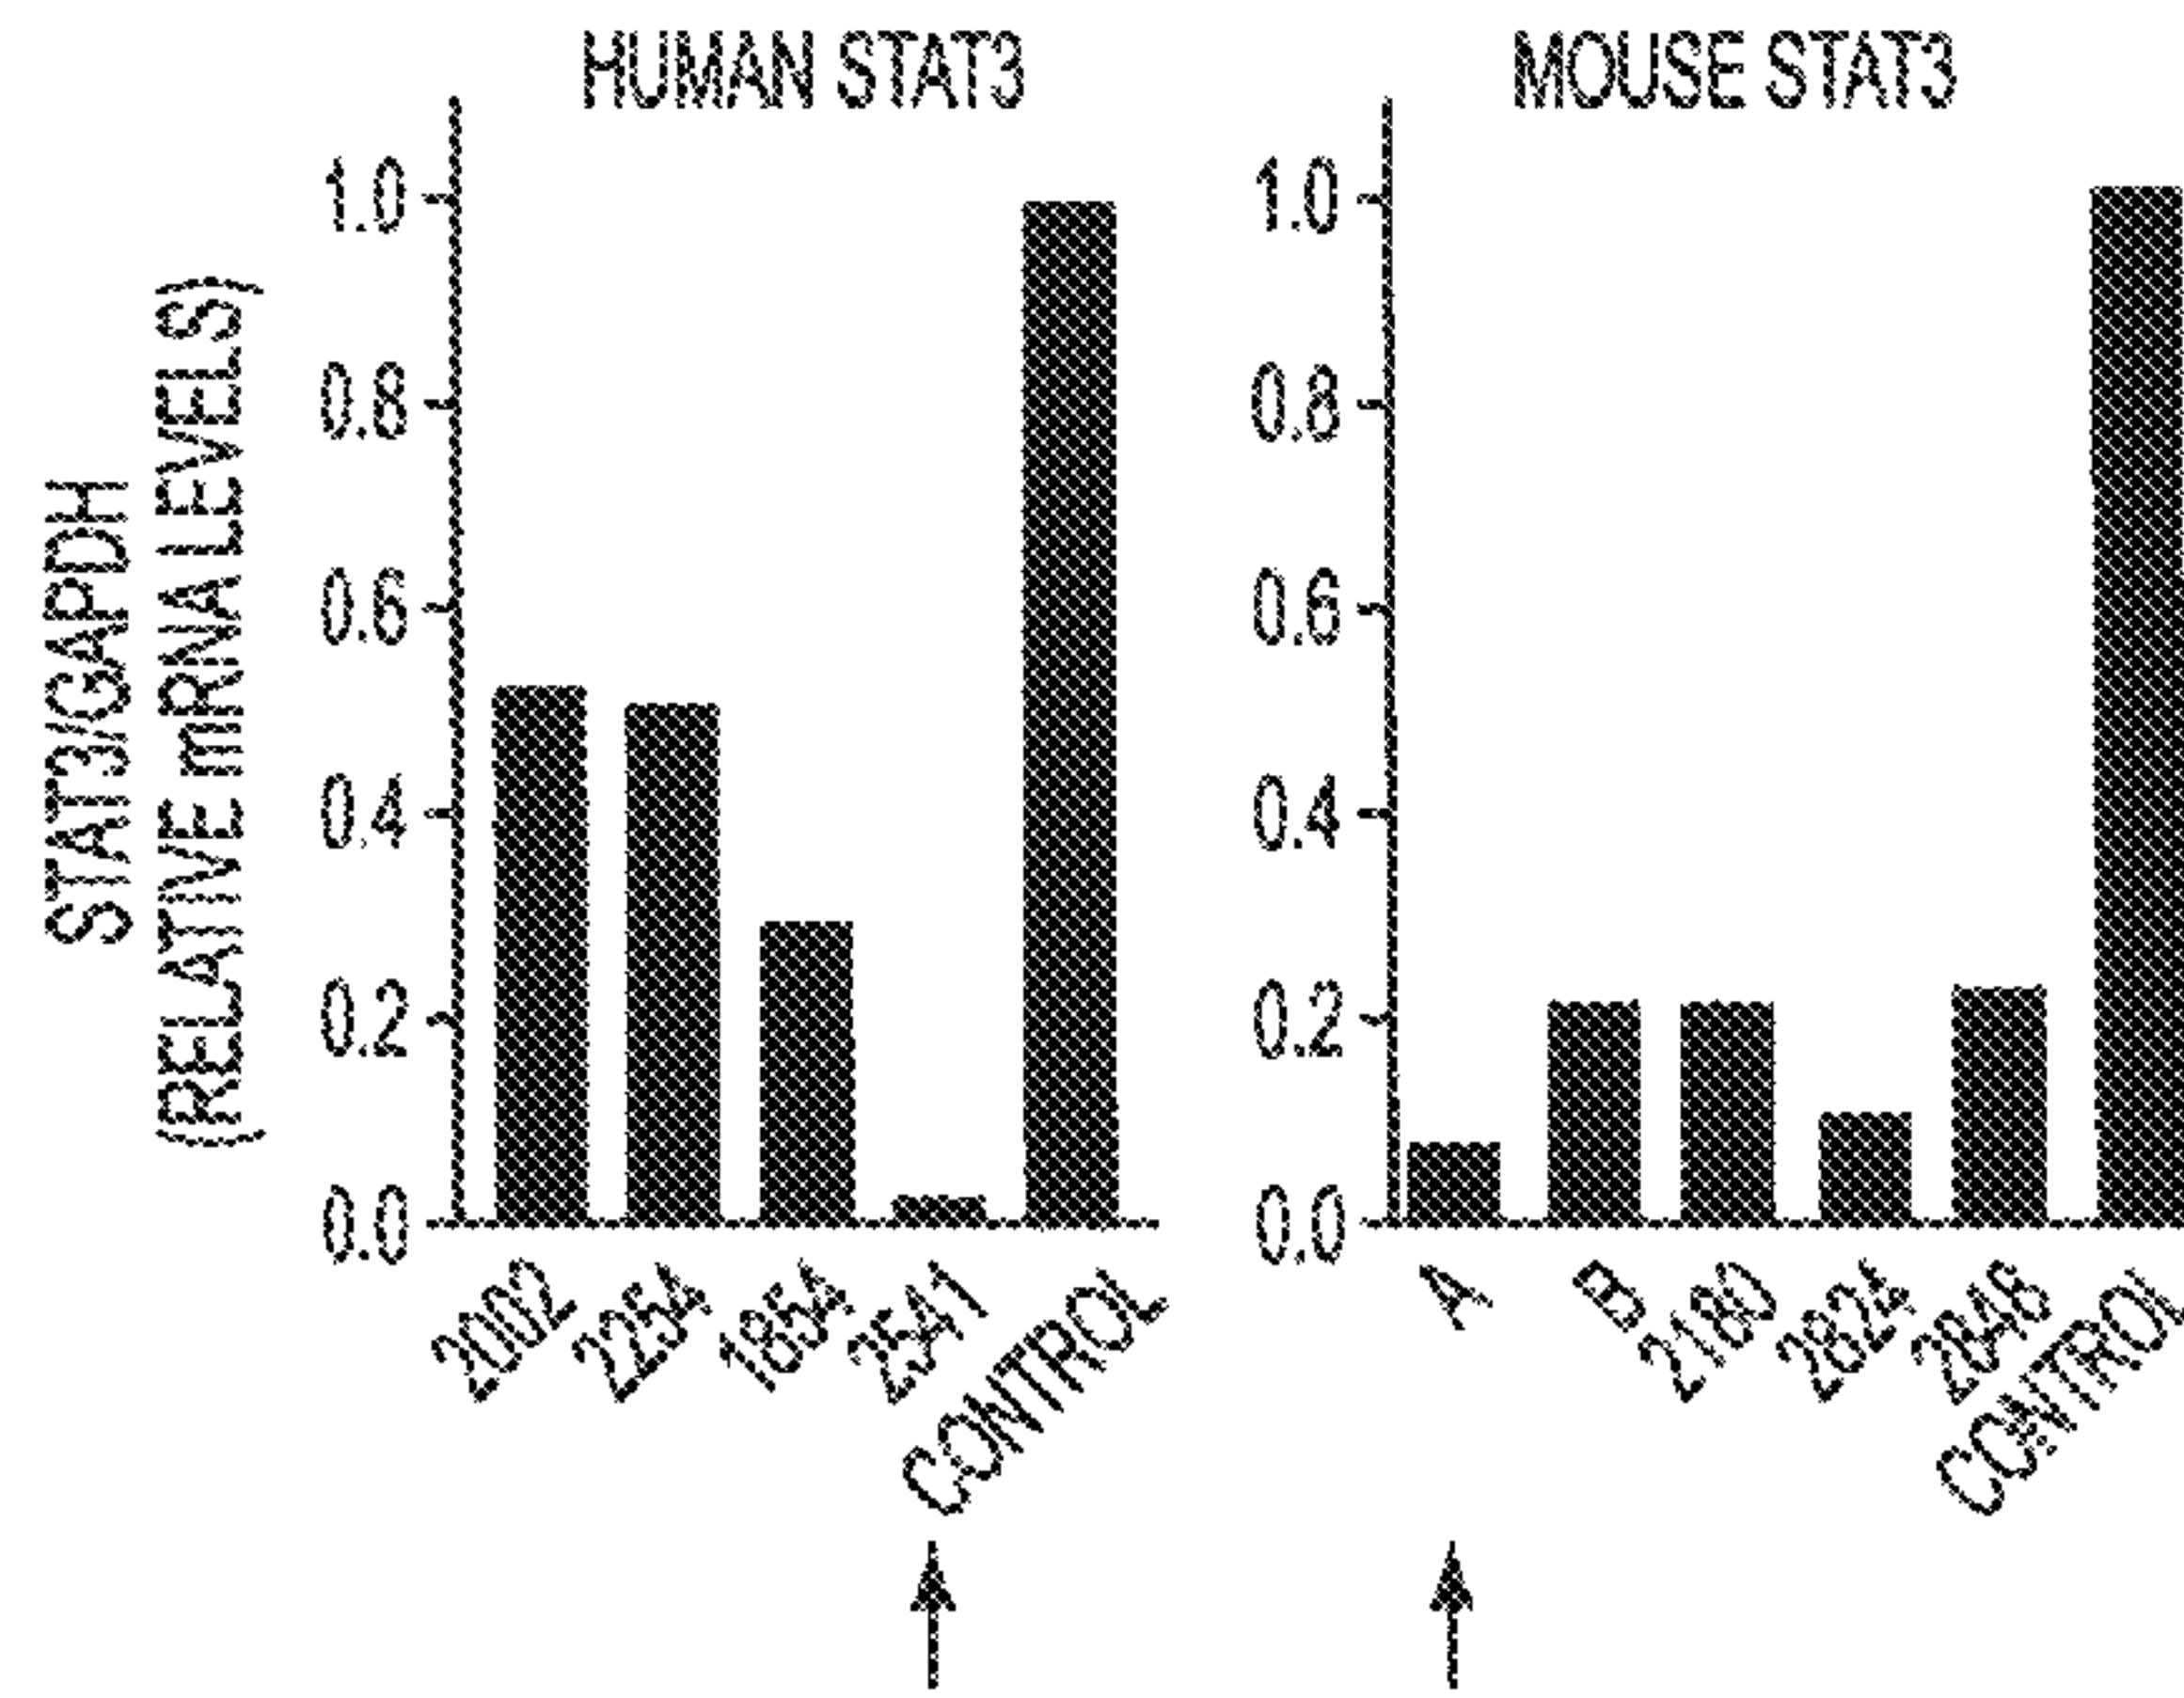 HUMAN STAT3
STAT3/GAPDH
(RELATIVE mRNA LEVELS)
1.0
0.8
0.6
0.4
0.2
0.0
2002
2254
1854
2541
CONTROL
MOUSE STAT3
1.0
0.8
0.6
0.4
0.2
0.0
A
B
2180
2824
2846
CONTROL